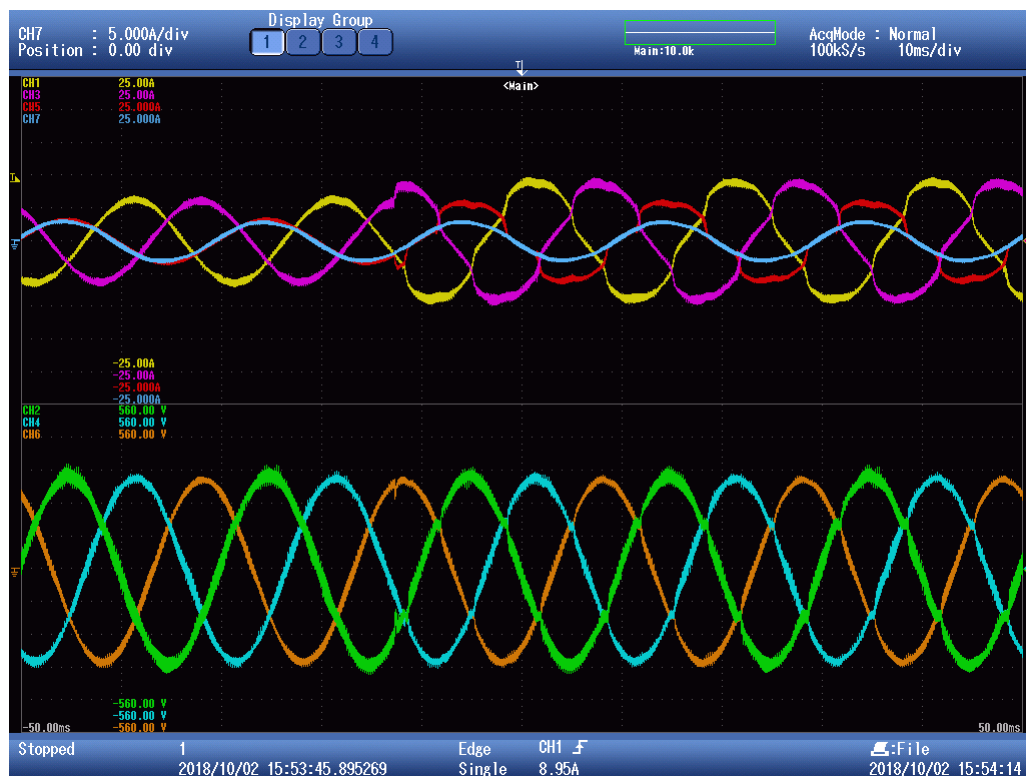 Display Group
CH7 : 5.000A/div
Position : 0.00 div
1 2 3 4
Main:10.0k
AcqMode : Normal
100kS/s 10ms/div
T
<Main>
CH1 25.00A
CH3 25.00A
CH5 25.000A
CH7 25.000A
T
-25.00A
-25.00A
-25.000A
-25.000A
CH2 560.00 V
CH4 560.00 V
CH6 560.00 V
-560.00 V
-560.00 V
-560.00 V
-50.00ms 50.00ms
Stopped 1 Edge CH1 :File
2018/10/02 15:53:45.895269 Single 8.95A 2018/10/02 15:54:14